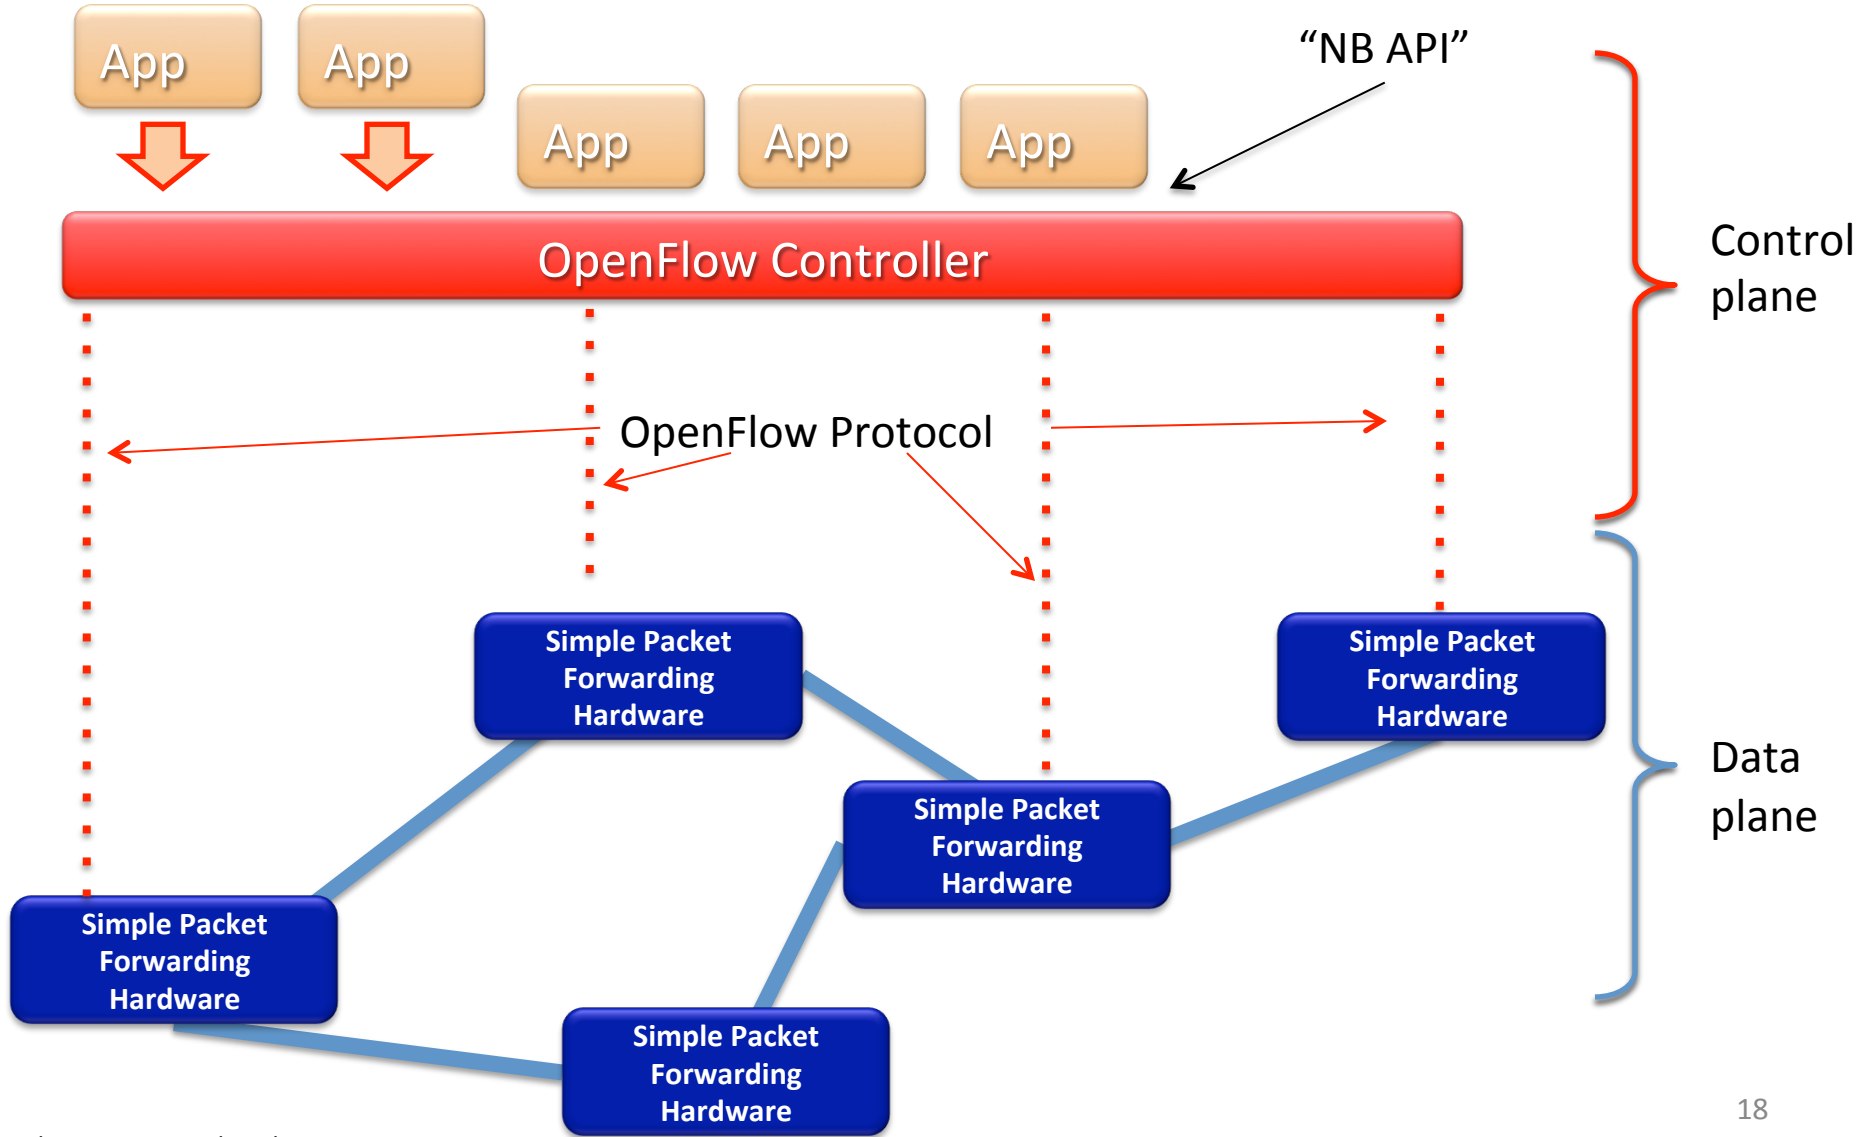 App
App
“NB API”
App
App
App
OpenFlow Controller
Control
plane
OpenFlow Protocol
Simple Packet
Forwarding
Hardware
Simple Packet
Forwarding
Hardware
Data
plane
Simple Packet
Forwarding
Hardware
Simple Packet
Forwarding
Hardware
Simple Packet
Forwarding
Hardware
18